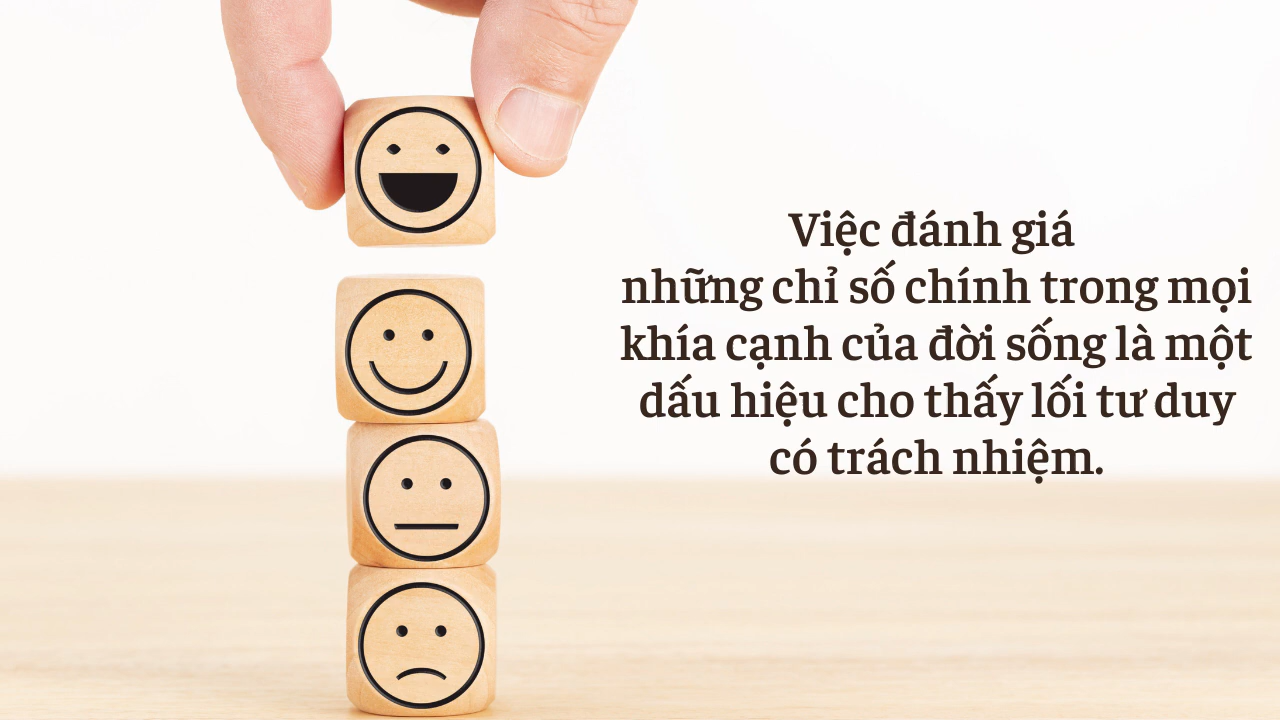 Việc đánh giá
những chỉ số chính trong mọi
khía cạnh của đời sống là một
dấu hiệu cho thấy lối tư duy
có trách nhiệm.